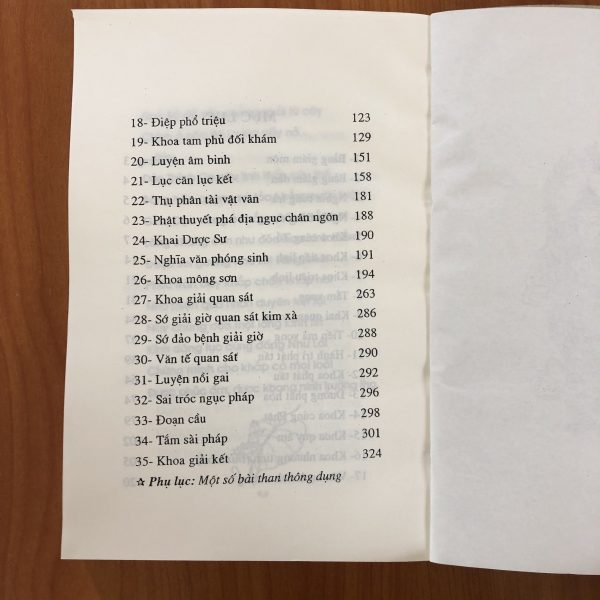 18- Điệp phổ triệu 123
19- Khoa tam phủ đối khám 129
20- Luyện âm binh 151
21- Lục căn lục kết 158
22- Thụ phân tài vật văn 181
23- Phật thuyết phá địa ngục chân ngôn 188
24- Khai Dược Sư 190
25- Nghĩa văn phóng sinh 191
26- Khoa mông sơn 194
27- Khoa giải quan sát 263
28- Sớ giải giờ quan sát kim xà 286
29- Sớ đảo bệnh giải giờ 288
30- Văn tế quan sát 290
31- Luyện nồi gai 292
32- Sai tróc ngục pháp 296
33- Đoạn cầu 298
34- Tắm sài pháp 301
35- Khoa giải kết 324
✰ Phụ lục: Một số bài than thông dụng